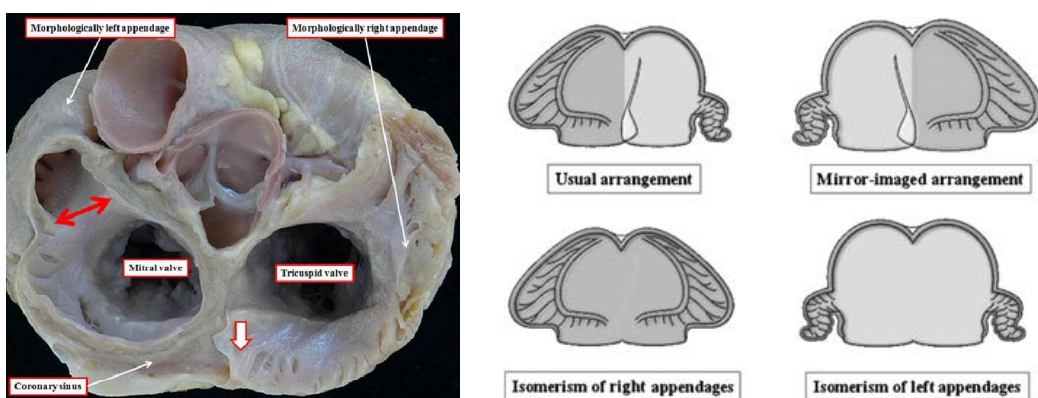 Morphologically left appendage
Morphologically right appendage
Mitral valve
Tricuspid valve
Coronary sinus
Usual arrangement
Mirror-imaged arrangement
Isomerism of right appendages
Isomerism of left appendages